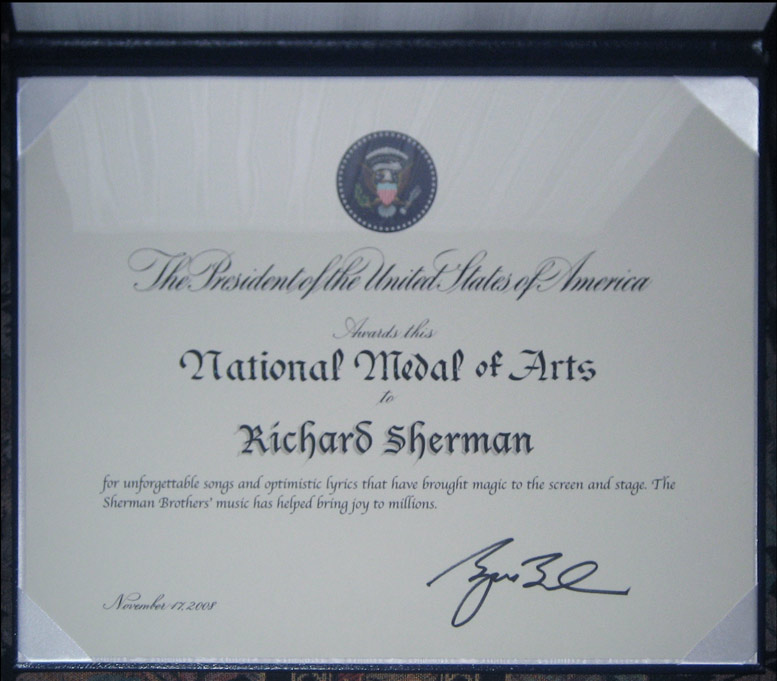 The President of the United States of America
Awards this
National Medal of Arts
to
Richard Sherman
for unforgettable songs and optimistic lyrics that have brought magic to the screen and stage. The
Sherman Brothers' music has helped bring joy to millions.
November 17, 2008